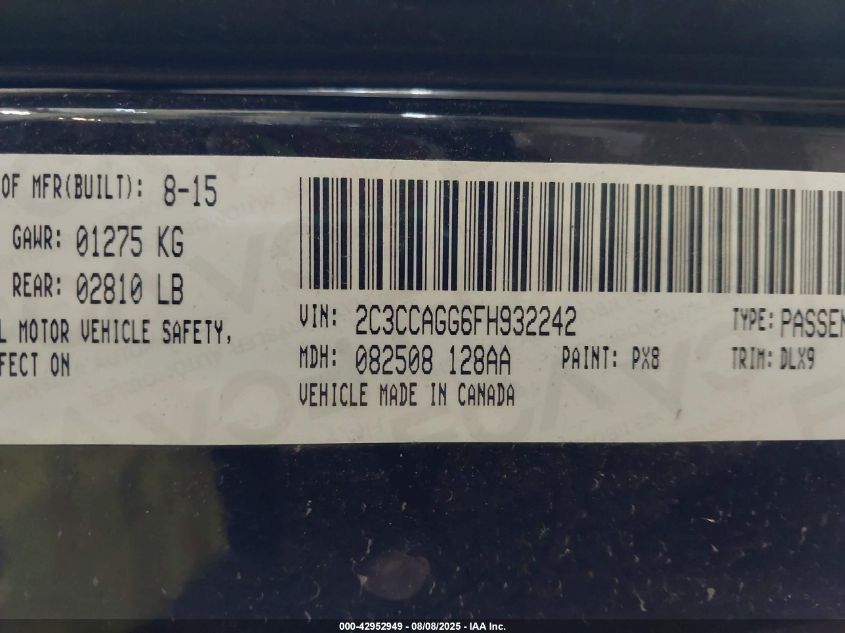 OF MFR(BUILT): 8-15
GAWR: 01275 KG
REAR: 02810 LB
L MOTOR VEHICLE SAFETY,
FECT ON
VIN: 2C3CCAGG6FH932242
TYPE: PASSEN
MDH: 082508 128AA PAINT: PX8 TRIM: DLX9
VEHICLE MADE IN CANADA
000-42952949 - 08/08/2025 - IAA Inc.